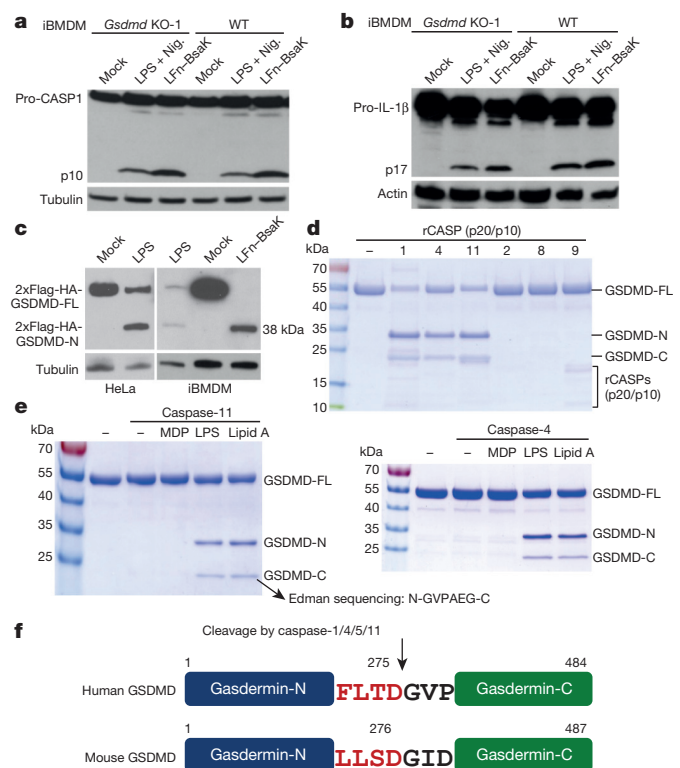 a
iBMDM
Gsdmd KO-1
WT
Mock
LPS + Nig.
LFn–BsaK
Mock
LPS + Nig.
LFn–BsaK
Pro-CASP1
p10
Tubulin
b
iBMDM
Gsdmd KO-1
WT
Mock
LPS + Nig.
LFn–BsaK
Mock
LPS + Nig.
LFn–BsaK
Pro-IL-1β
p17
Actin
c
Mock
LPS
LPS
Mock
LFn–BsaK
2xFlag-HA-
GSDMD-FL
2xFlag-HA-
GSDMD-N
38 kDa
Tubulin
HeLa
iBMDM
d
rCASP (p20/p10)
kDa
– 1 4 11 2 8 9
70
55
40
35
25
15
10
GSDMD-FL
GSDMD-N
GSDMD-C
rCASPs
(p20/p10)
e
Caspase-11
kDa
– – MDP LPS Lipid A
70
55
40
35
25
GSDMD-FL
GSDMD-N
GSDMD-C
Edman sequencing: N-GVPAEG-C
Caspase-4
kDa
– – MDP LPS Lipid A
70
55
40
35
25
GSDMD-FL
GSDMD-N
GSDMD-C
f
Cleavage by caspase-1/4/5/11
1 275 484
Human GSDMD Gasdermin-N FLTDGVP Gasdermin-C
1 276 487
Mouse GSDMD Gasdermin-N LLSDGID Gasdermin-C